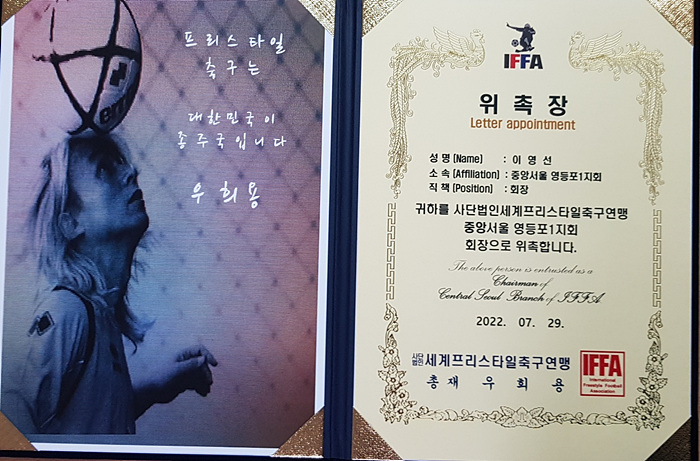 프리스타일
축구는
대한민국이
종주국입니다
우희용
IFFA
위 촉 장
Letter appointment
성 명 (Name) : 이 영 선
소 속 (Affiliation) : 중앙서울 영등포1지회
직 책 (Position) : 회장
귀하를 사단법인세계프리스타일축구연맹
중앙서울 영등포1지회
회장으로 위촉합니다.
The above person is entrusted as a
Chairman of
Central Seoul Branch of IFFA
2022. 07. 29.
사단법인 세계프리스타일축구연맹
총 재 우 희 용
IFFA
International
Freestyle Football
Association